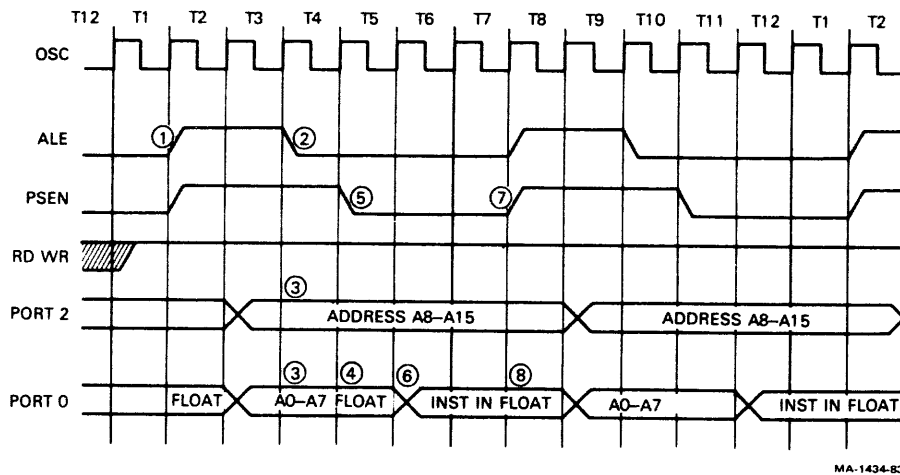 T12 T1 T2 T3 T4 T5 T6 T7 T8 T9 T10 T11 T12 T1 T2
OSC
ALE ① ②
PSEN ⑤ ⑦
RD WR
③
PORT 2 ADDRESS A8–A15 ADDRESS A8–A15
③ ④ ⑥ ⑧
PORT 0 FLOAT A0–A7 FLOAT INST IN FLOAT A0–A7 INST IN FLOAT
MA-1434-83